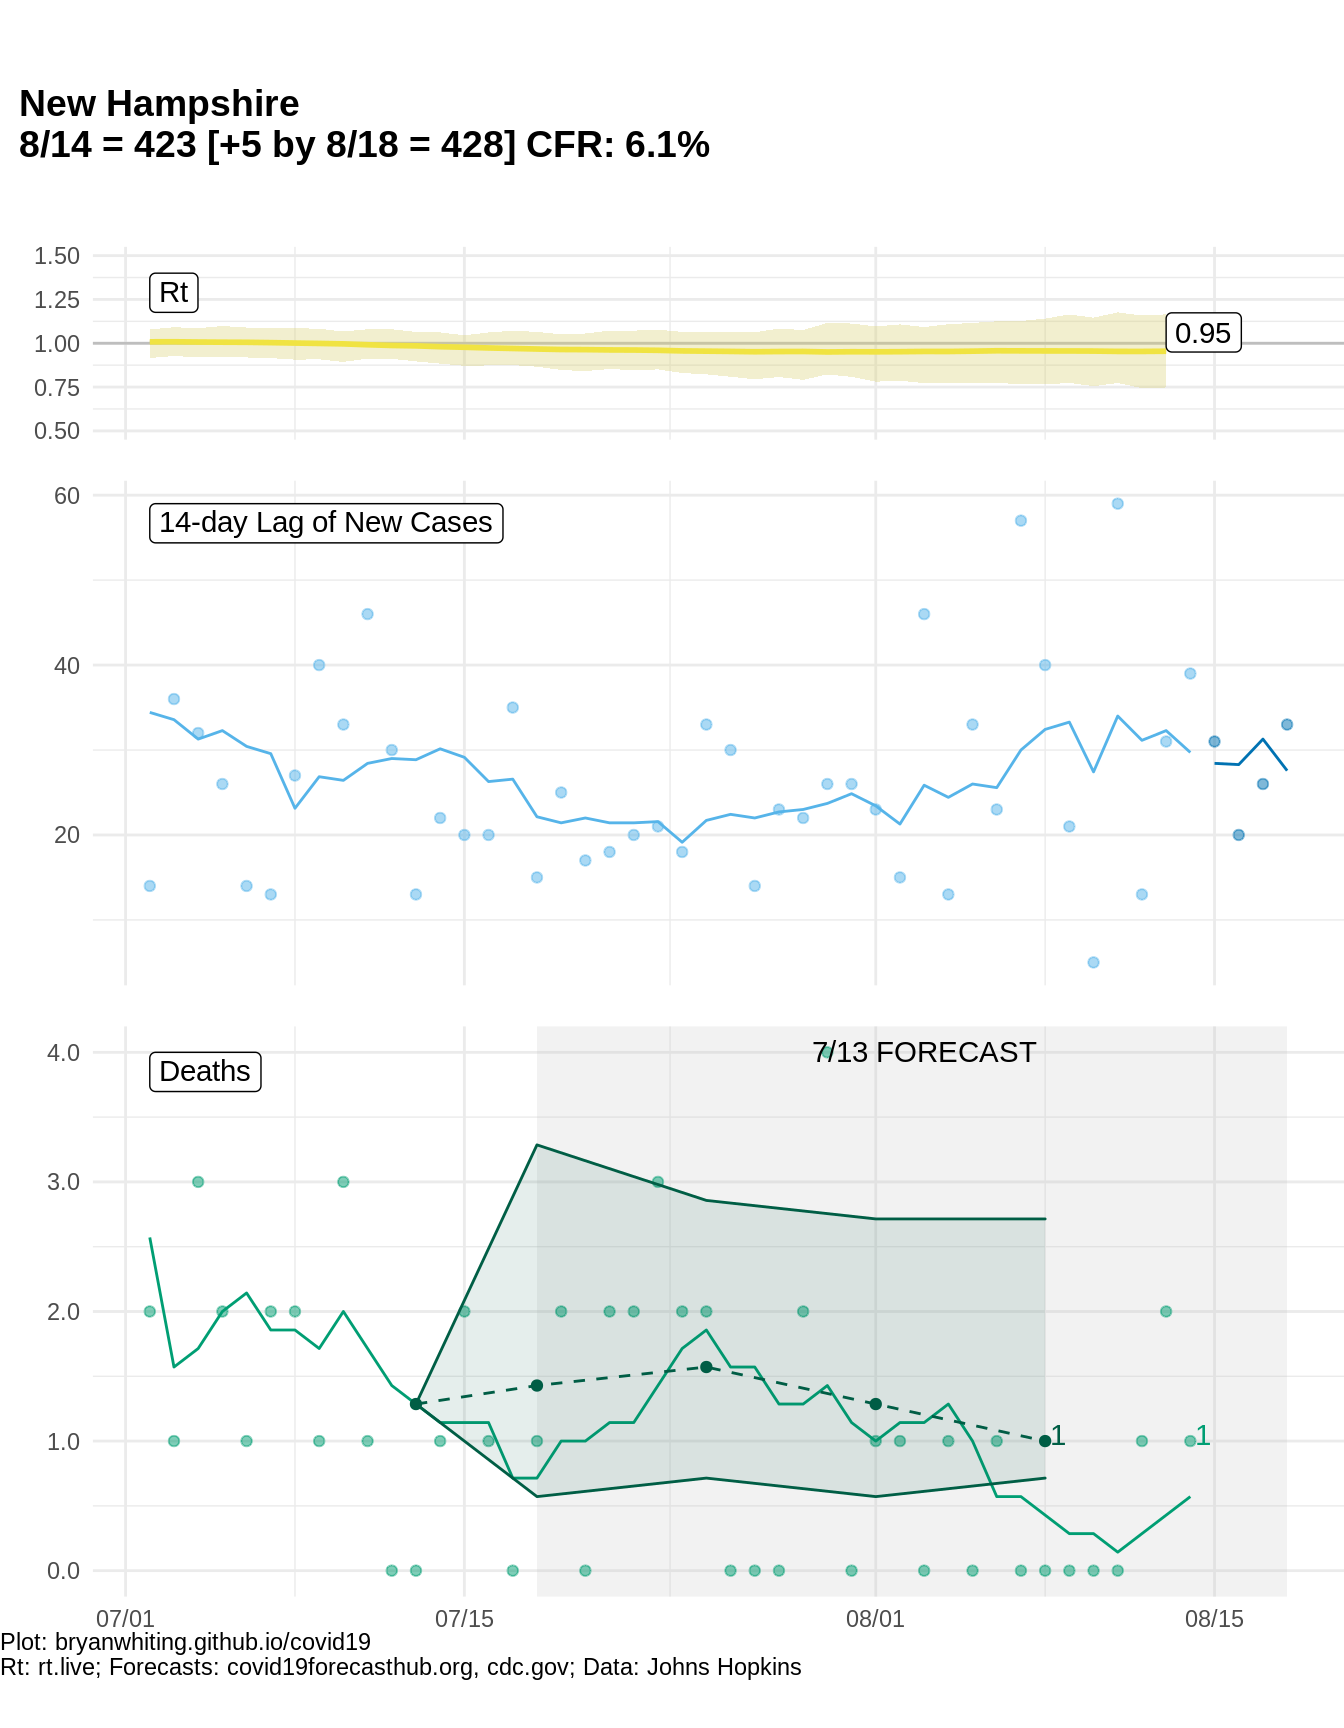 New Hampshire
8/14 = 423 [+5 by 8/18 = 428] CFR: 6.1%
1.50
Rt
1.25
0.95
1.00
0.75
0.50
60
14-day Lag of New Cases
40
20
7/13 FORECAST
4.0
Deaths
3.0
2.0
1.0
1
1
0.0
07/01 07/15 08/01 08/15
Plot: bryanwhiting.github.io/covid19
Rt: rt.live; Forecasts: covid19forecasthub.org, cdc.gov; Data: Johns Hopkins